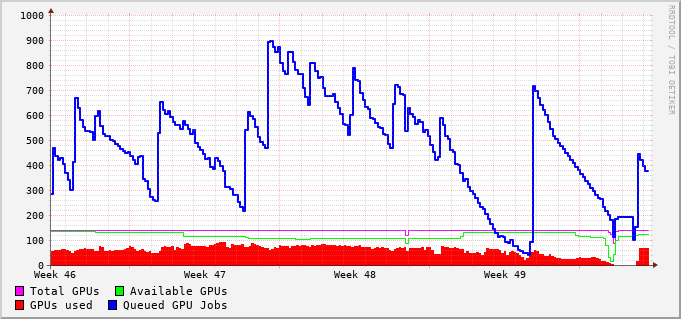 1000
900
800
700
600
500
400
300
200
100
0
Week 46 Week 47 Week 48 Week 49
Total GPUs Available GPUs
GPUs used Queued GPU Jobs
RRDTOOL / TOBI OETIKER